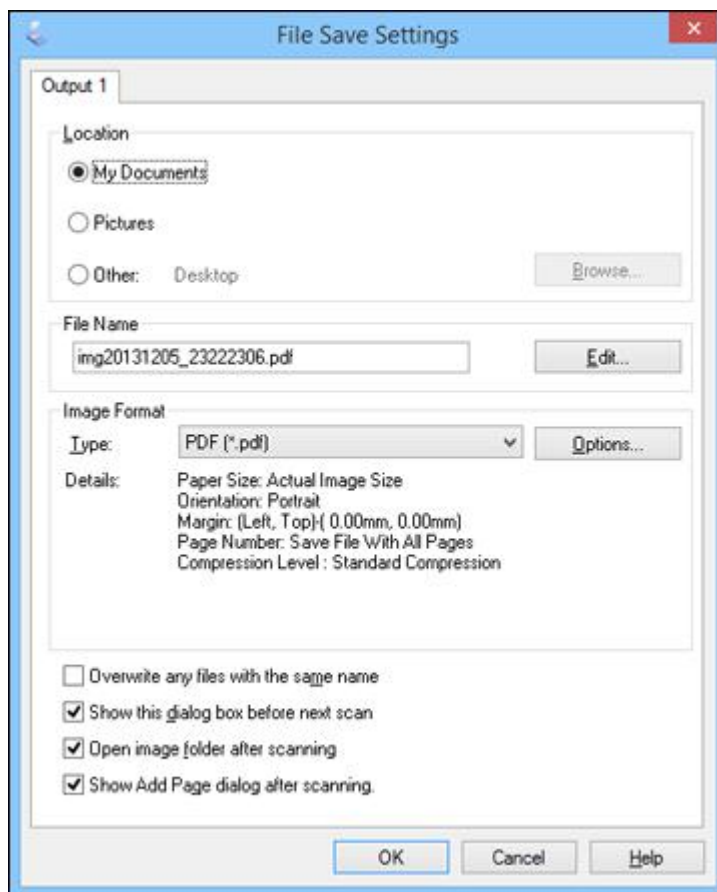 File Save Settings
Output 1
Location
My Documents
Pictures
Other: Desktop Browse...
File Name
img20131205_23222306.pdf Edit...
Image Format
Type: PDF (*.pdf) Options...
Details: Paper Size: Actual Image Size
Orientation: Portrait
Margin: (Left, Top)-( 0.00mm, 0.00mm)
Page Number: Save File With All Pages
Compression Level : Standard Compression
Overwrite any files with the same name
Show this dialog box before next scan
Open image folder after scanning
Show Add Page dialog after scanning.
OK Cancel Help